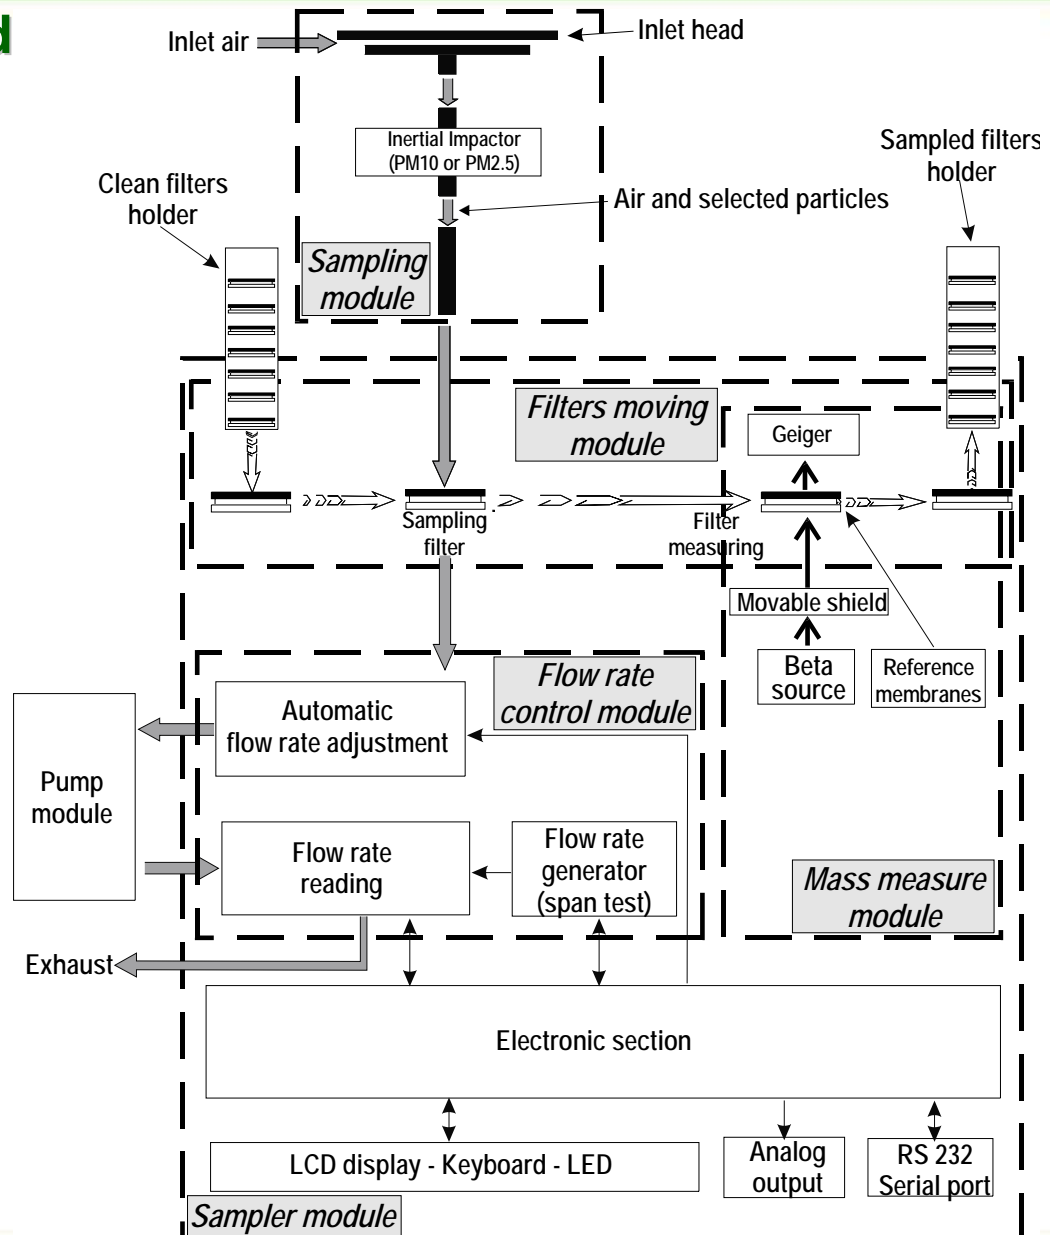 d
Inlet air
Inlet head
Inertial Impactor
(PM10 or PM2.5)
Sampled filters
holder
Clean filters
holder
Air and selected particles
Sampling
module
Filters moving
module
Geiger
Sampling
filter
Filter
measuring
Movable shield
Beta
source
Reference
membranes
Flow rate
control module
Automatic
flow rate adjustment
Pump
module
Flow rate
reading
Flow rate
generator
(span test)
Mass measure
module
Exhaust
Electronic section
LCD display - Keyboard - LED
Analog
output
RS 232
Serial port
Sampler module